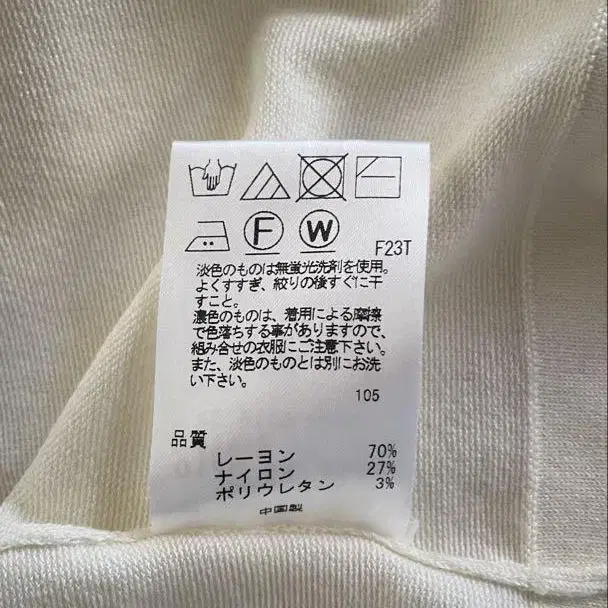 F W F23T
淡色のものは無蛍光洗剤を使用。
よくすすぎ、絞りの後すぐに干
すこと。
濃色のものは、着用による摩擦
で色落ちする事がありますので、
組み合せの衣服にご注意下さい。
また、淡色のものとは別にお洗
い下さい。
105
品質
レーヨン 70%
ナイロン 27%
ポリウレタン 3%
中国製